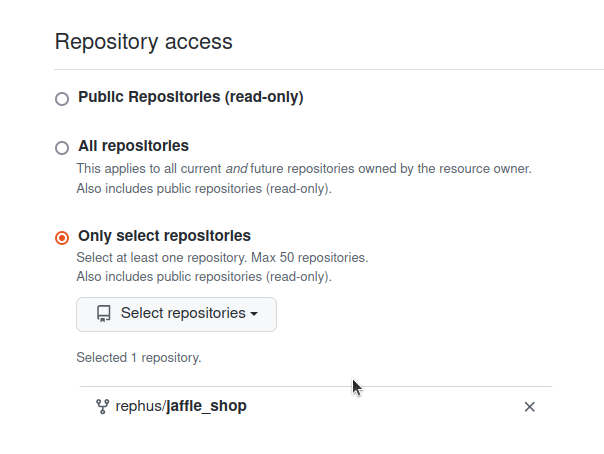 Repository access
Public Repositories (read-only)
All repositories
This applies to all current and future repositories owned by the resource owner.
Also includes public repositories (read-only).
Only select repositories
Select at least one repository. Max 50 repositories.
Also includes public repositories (read-only).
Select repositories
Selected 1 repository.
rephus/jaffle_shop